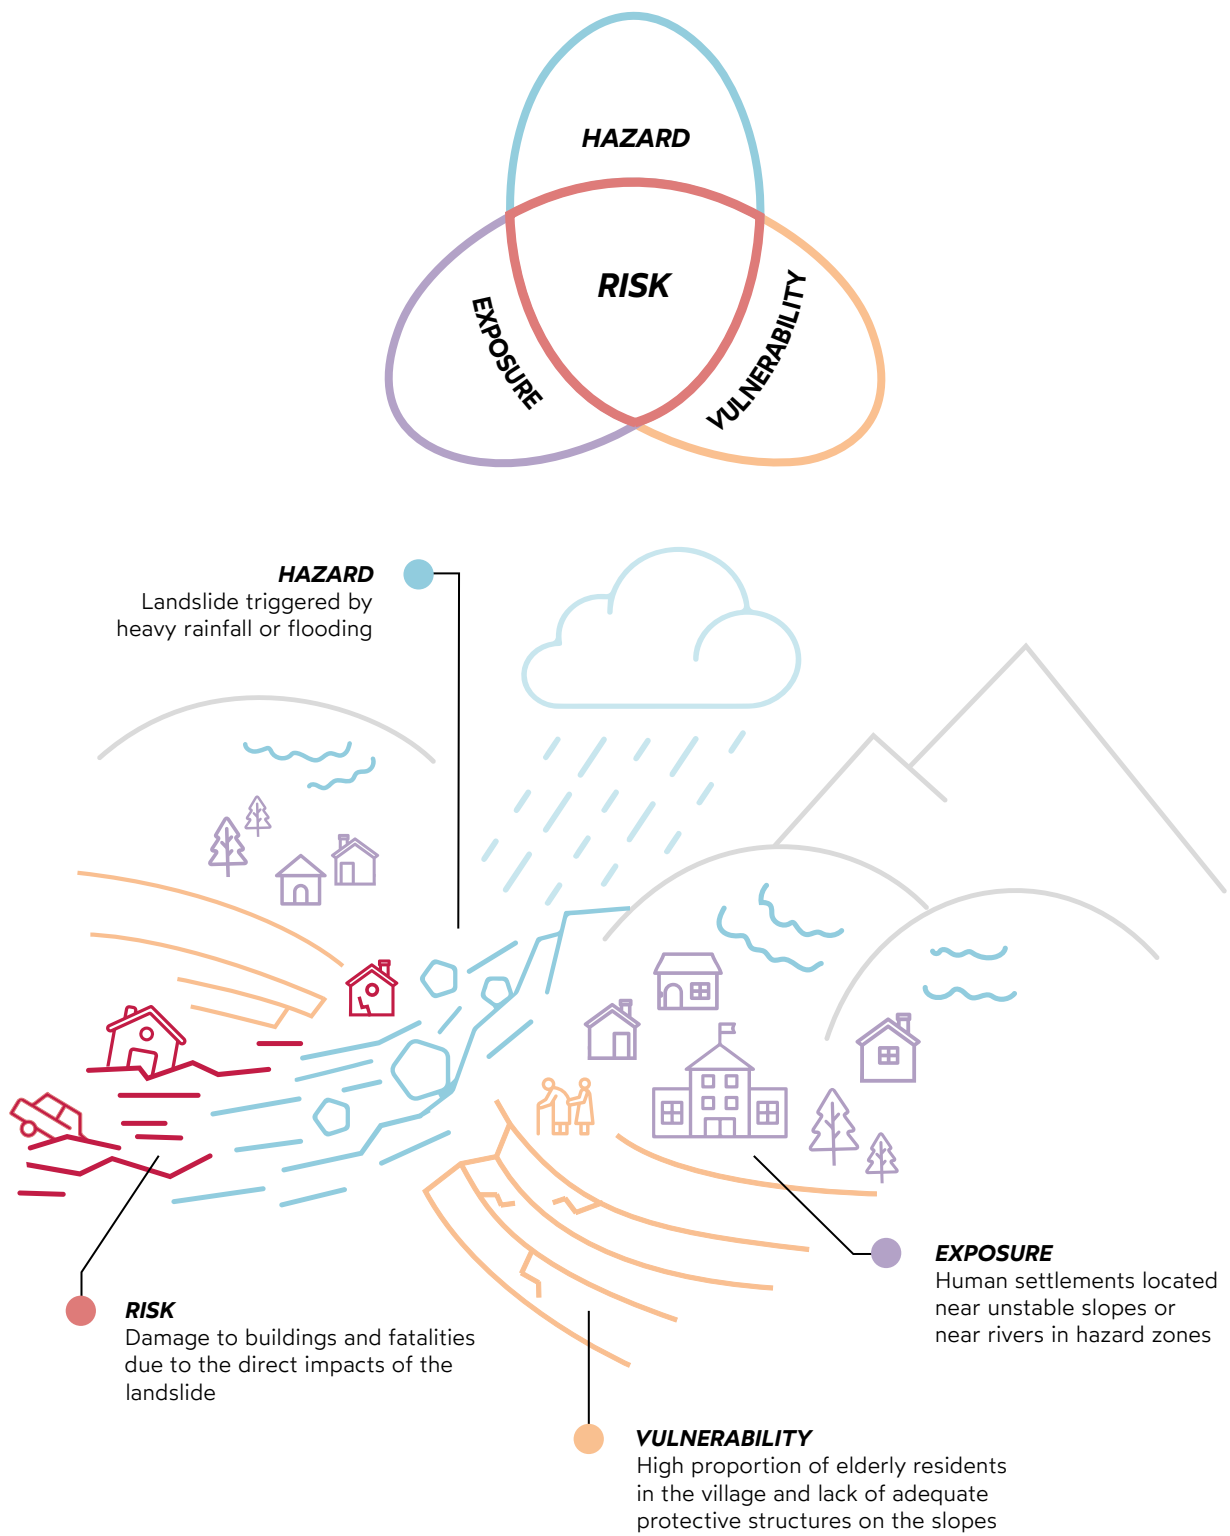 HAZARD
RISK
EXPOSURE
VULNERABILITY
HAZARD
Landslide triggered by
heavy rainfall or flooding
EXPOSURE
Human settlements located
near unstable slopes or
near rivers in hazard zones
RISK
Damage to buildings and fatalities
due to the direct impacts of the
landslide
VULNERABILITY
High proportion of elderly residents
in the village and lack of adequate
protective structures on the slopes